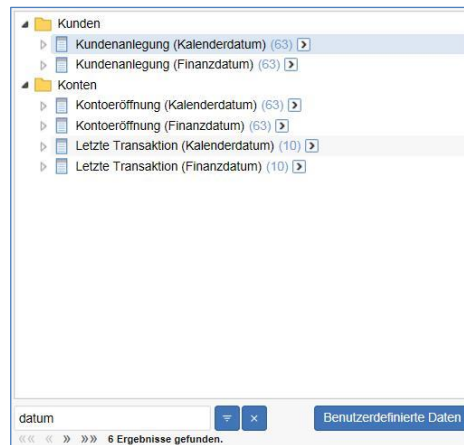 Kunden
Kundenanlegung (Kalenderdatum) (63)
Kundenanlegung (Finanzdatum) (63)
Konten
Kontoeröffnung (Kalenderdatum) (63)
Kontoeröffnung (Finanzdatum) (63)
Letzte Transaktion (Kalenderdatum) (10)
Letzte Transaktion (Finanzdatum) (10)
datum
Benutzerdefinierte Daten
«« « » »» 6 Ergebnisse gefunden.